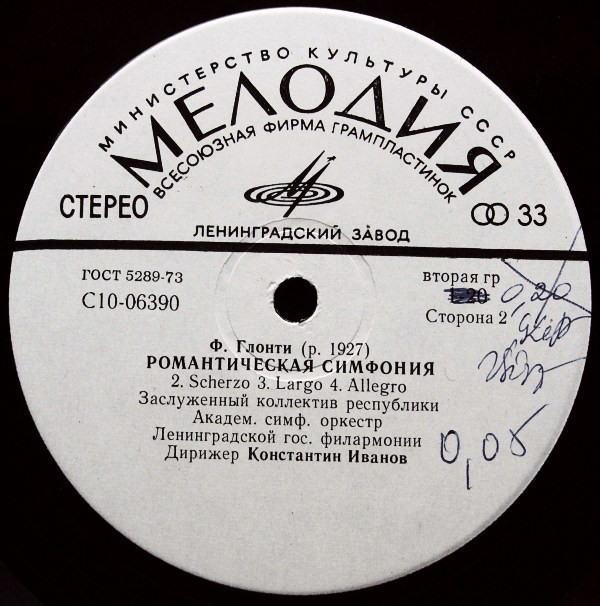 МИНИСТЕРСТВО КУЛЬТУРЫ СССР
МЕЛОДИЯ
ВСЕСОЮЗНАЯ ФИРМА ГРАМПЛАСТИНОК
СТЕРЕО
33
ЛЕНИНГРАДСКИЙ ЗАВОД
ГОСТ 5289-73
С10-06390
вторая гр
1-20 0,20
Сторона 2
Ф. Глонти (р. 1927)
РОМАНТИЧЕСКАЯ СИМФОНИЯ
2. Scherzo 3. Largo 4. Allegro
Заслуженный коллектив республики
Академ. симф. оркестр
Ленинградской гос. филармонии
Дирижер Константин Иванов
0,05